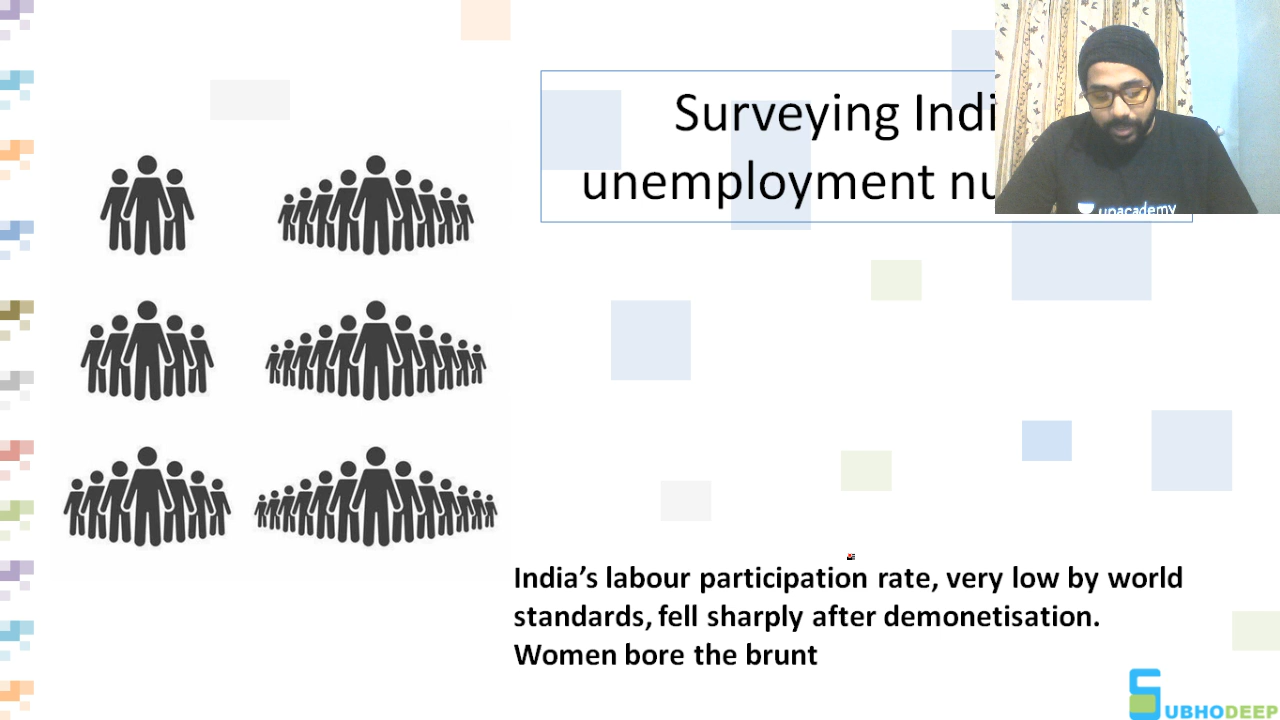 Surveying Indi
unemployment nu
unacademy
India's labour participation rate, very low by world
standards, fell sharply after demonetisation.
Women bore the brunt
SUBHODEEP